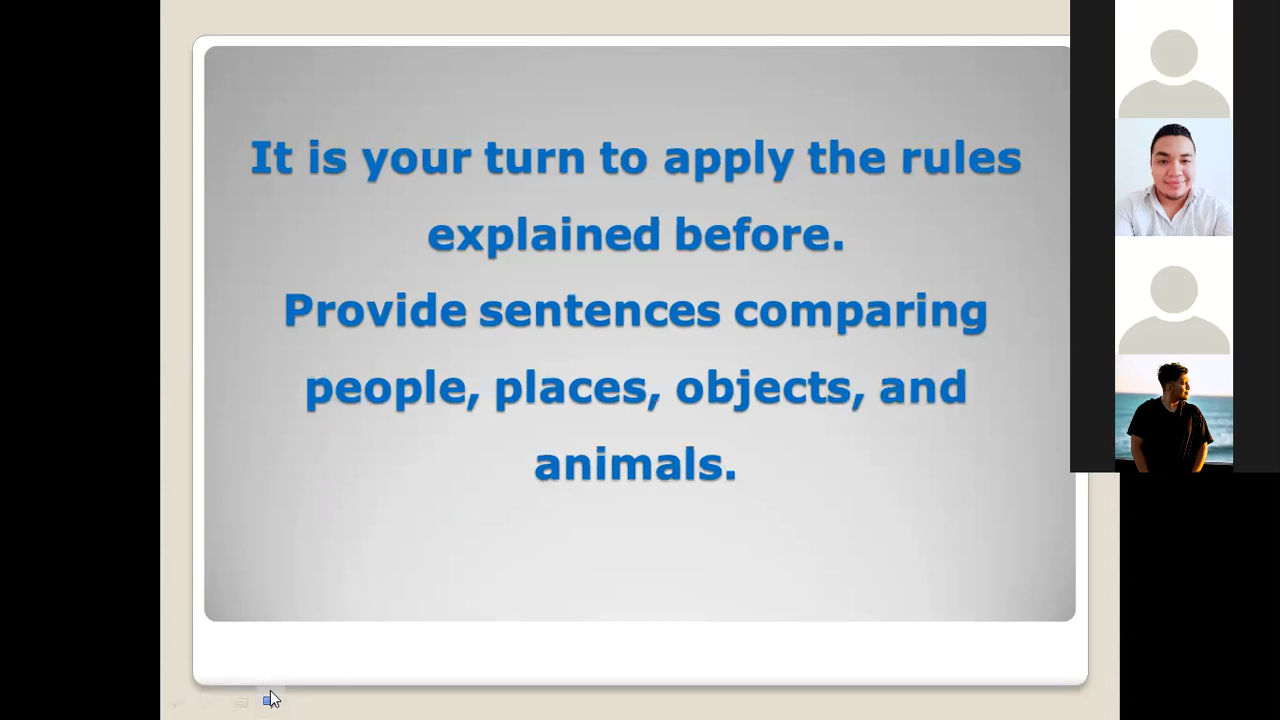 It is your turn to apply the rules
explained before.
Provide sentences comparing
people, places, objects, and
animals.